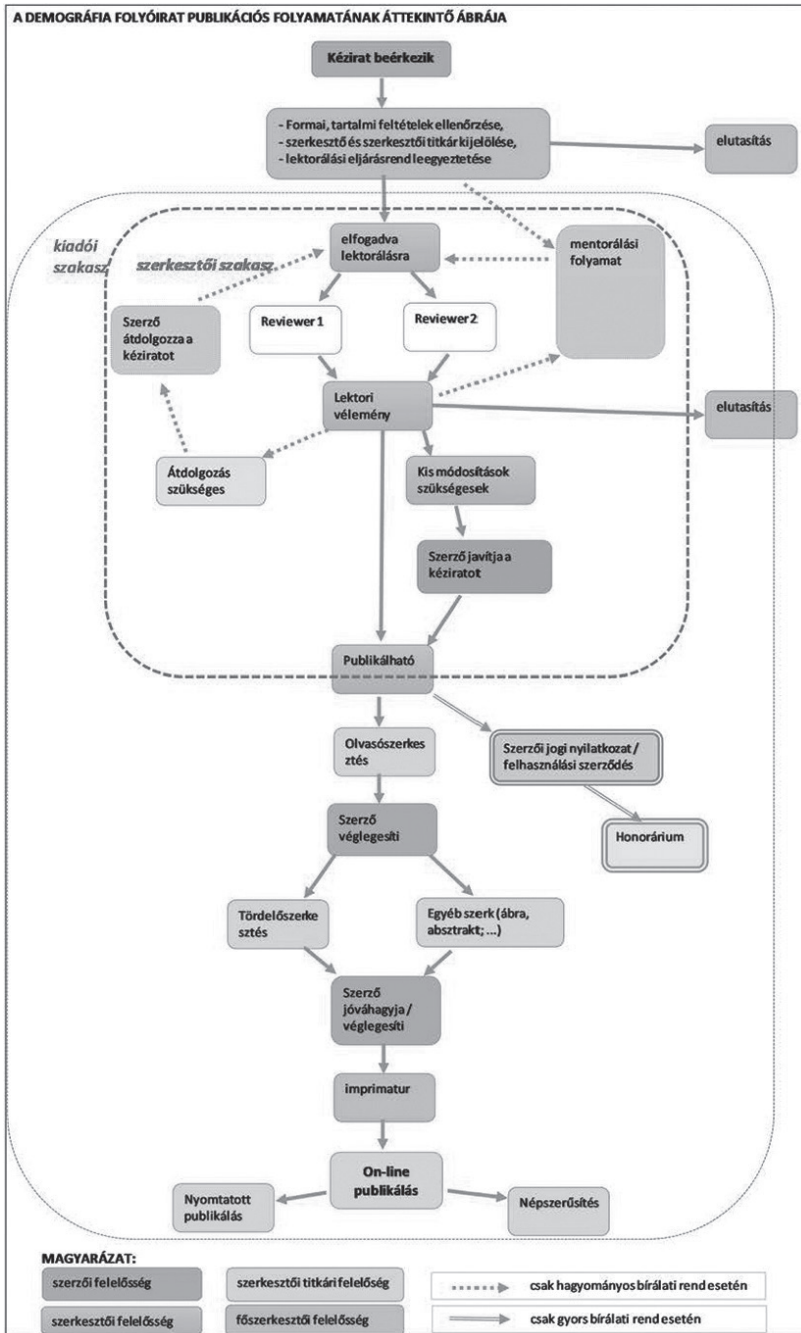 A DEMOGRÁFIA FOLYÓIRAT PUBLIKÁCIÓS FOLYAMATÁNAK ÁTTEKINTŐ ÁBRÁJA
Kézirat beérkezik
- Formai, tartalmi feltételek ellenőrzése,
- szerkesztő és szerkesztői titkár kijelölése,
- lektorálási eljárásrend leegyeztetése
elutasítás
kiadói
szakasz
szerkesztői szakasz
elfogadva
lektorálásra
mentorálási
folyamat
Szerző
átdolgozza a
kéziratot
Reviewer 1
Reviewer 2
Lektori
vélemény
elutasítás
Átdolgozás
szükséges
Kis módosítások
szükségesek
Szerző javítja a
kéziratot
Publikálható
Olvasószerkes
ztés
Szerzői jogi nyilatkozat /
felhasználási szerződés
Szerző
véglegesíti
Honorárium
Tördelőszerke
sztés
Egyéb szerk (ábra,
absztrakt; ...)
Szerző
jóváhagyja /
véglegesíti
imprimatur
On-line
publikálás
Nyomtatott
publikálás
Népszerűsítés
MAGYARÁZAT:
szerzői felelősség
szerkesztői titkári felelőség
csak hagyományos bírálati rend esetén
szerkesztői felelősség
főszerkesztői felelősség
csak gyors bírálati rend esetén